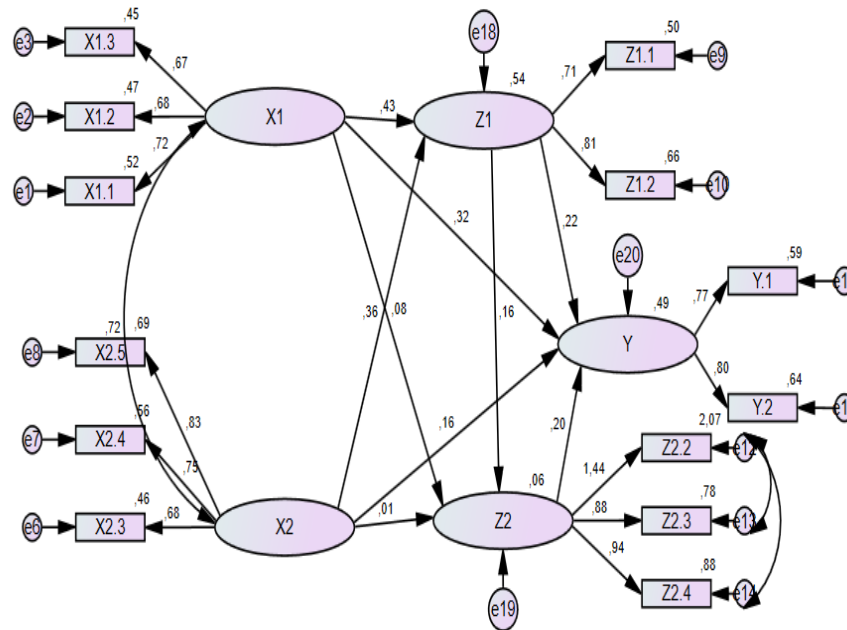 e18
,45
,50
e3
X1.3
Z1.1
e9
,67
,71
,54
,47
,43
e2
X1.2
,68
X1
Z1
,81
,66
,52
,72
e1
X1.1
Z1.2
e10
,32
,22
e20
,59
Y.1
e1
,77
,49
,36
,08
,16
,72
,69
Y
e8
X2.5
,80
,64
,56
,83
,16
Y.2
e1
,20
2,07
e7
X2.4
,75
Z2.2
e12
1,44
,46
,06
,78
e6
X2.3
,68
X2
,01
Z2
,88
Z2.3
e13
,94
,88
Z2.4
e14
e19